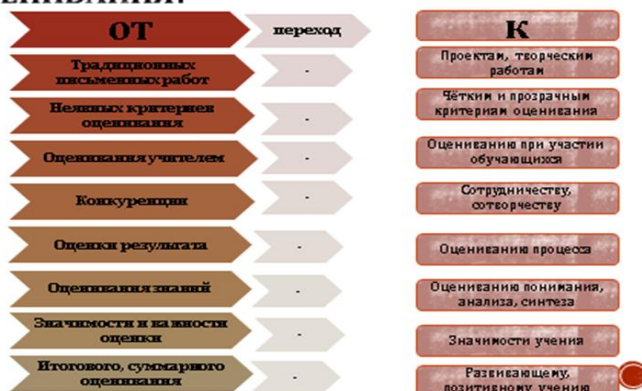 ОТ
переход
К
Традиционных
письменных работ
-
Проектам, творческим
работам
Неявных критериев
оценивания
-
Чётким и прозрачным
критериям оценивания
Оценивания учителем
-
Оцениванию при участии
обучающихся
Конкуренции
-
Сотрудничеству,
сотворчеству
Оценки результата
-
Оцениванию процесса
Оценивания знаний
-
Оцениванию понимания,
анализа, синтеза
Значимости и важности
оценки
-
Значимости учения
Итогового, суммарного
оценивания
-
Развивающему,
позитивному учению